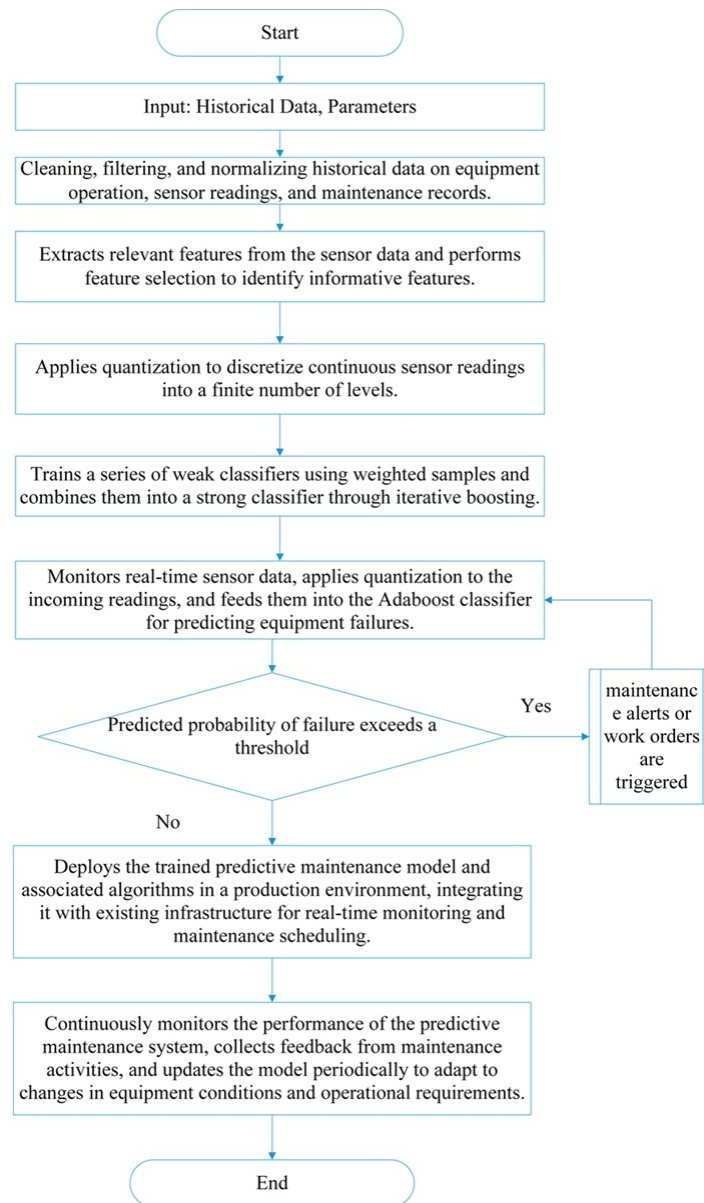 Start
Input: Historical Data, Parameters
Cleaning, filtering, and normalizing historical data on equipment
operation, sensor readings, and maintenance records.
Extracts relevant features from the sensor data and performs
feature selection to identify informative features.
Applies quantization to discretize continuous sensor readings
into a finite number of levels.
Trains a series of weak classifiers using weighted samples and
combines them into a strong classifier through iterative boosting.
Monitors real-time sensor data, applies quantization to the
incoming readings, and feeds them into the Adaboost classifier
for predicting equipment failures.
Predicted probability of failure exceeds a
threshold
Yes
maintenanc
e alerts or
work orders
are
triggered
No
Deploys the trained predictive maintenance model and
associated algorithms in a production environment, integrating
it with existing infrastructure for real-time monitoring and
maintenance scheduling.
Continuously monitors the performance of the predictive
maintenance system, collects feedback from maintenance
activities, and updates the model periodically to adapt to
changes in equipment conditions and operational requirements.
End